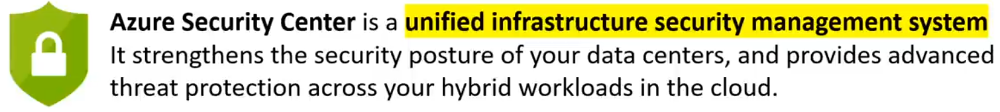 Azure Security Center is a unified infrastructure security management system
It strengthens the security posture of your data centers, and provides advanced
threat protection across your hybrid workloads in the cloud.